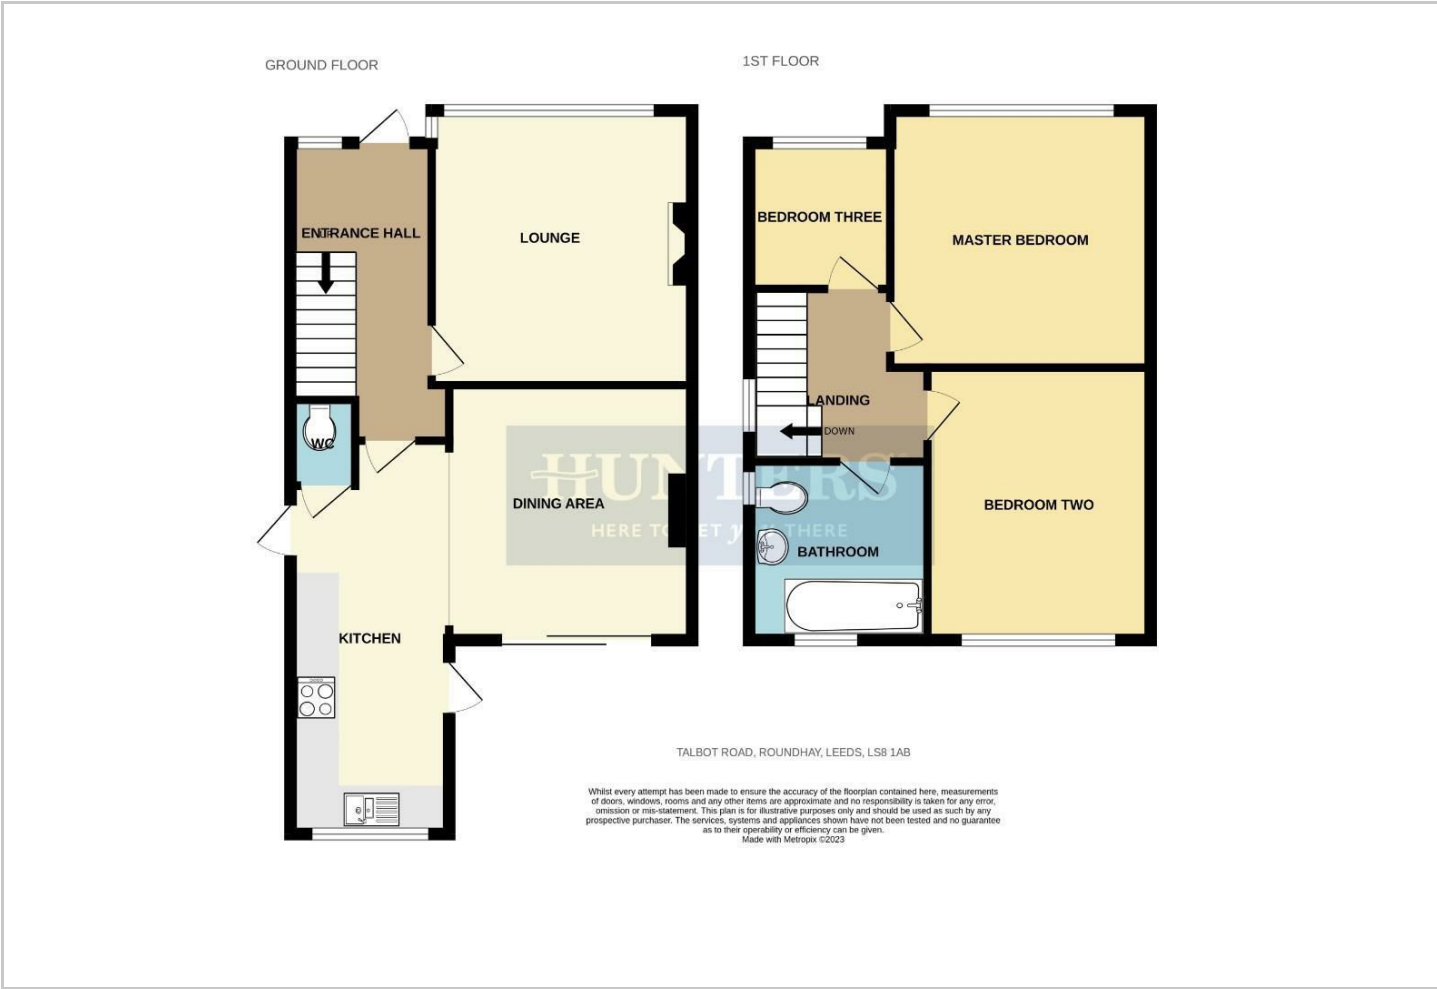 GROUND FLOOR
1ST FLOOR
ENTRANCE HALL
LOUNGE
BEDROOM THREE
MASTER BEDROOM
WC
LANDING
DOWN
HUNTERS
HERE TO GET you THERE
DINING AREA
BEDROOM TWO
BATHROOM
KITCHEN
TALBOT ROAD, ROUNDHAY, LEEDS, LS8 1AB
Whilst every attempt has been made to ensure the accuracy of the floorplan contained here, measurements
of doors, windows, rooms and any other items are approximate and no responsibility is taken for any error,
omission or mis-statement. This plan is for illustrative purposes only and should be used as such by any
prospective purchaser. The services, systems and appliances shown have not been tested and no guarantee
as to their operability or efficiency can be given.
Made with Metropix ©2023